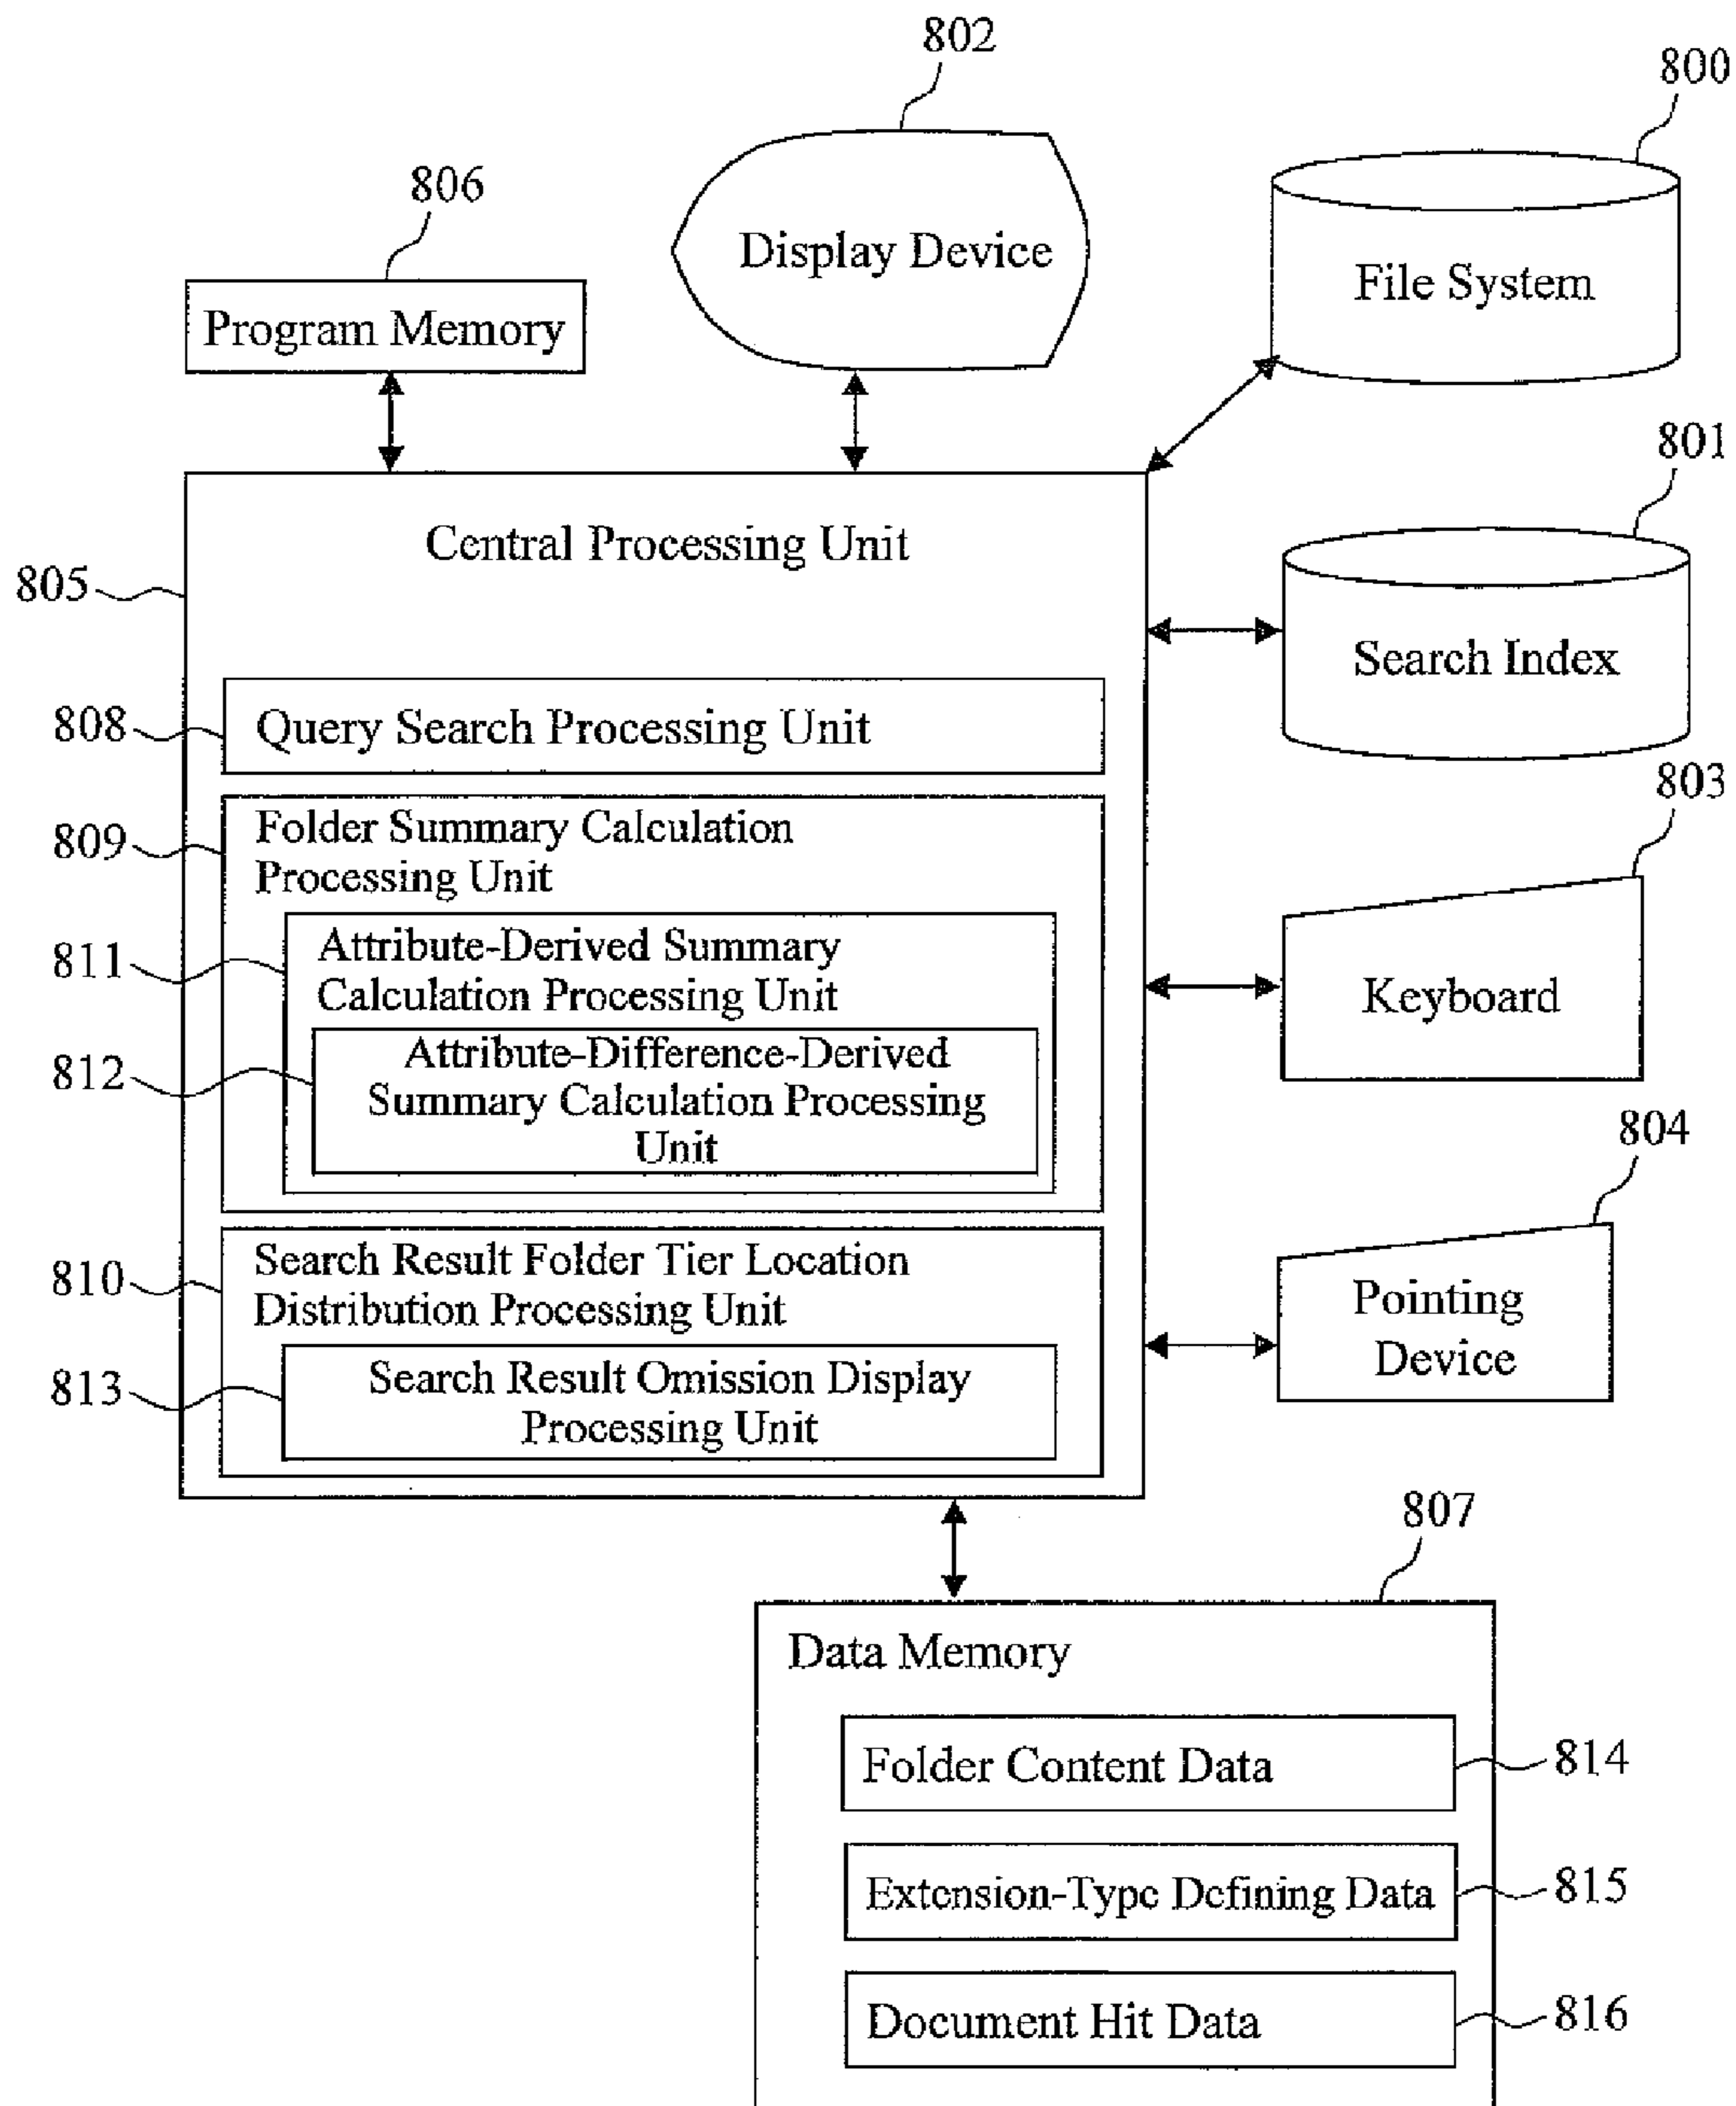 802
800
806
Display Device
File System
Program Memory
801
Central Processing Unit
805
Search Index
808
Query Search Processing Unit
803
809
Folder Summary Calculation
Processing Unit
811
Attribute-Derived Summary
Calculation Processing Unit
Keyboard
812
Attribute-Difference-Derived
Summary Calculation Processing
Unit
804
810
Search Result Folder Tier Location
Distribution Processing Unit
Pointing
Device
813
Search Result Omission Display
Processing Unit
807
Data Memory
Folder Content Data
814
Extension-Type Defining Data
815
Document Hit Data
816